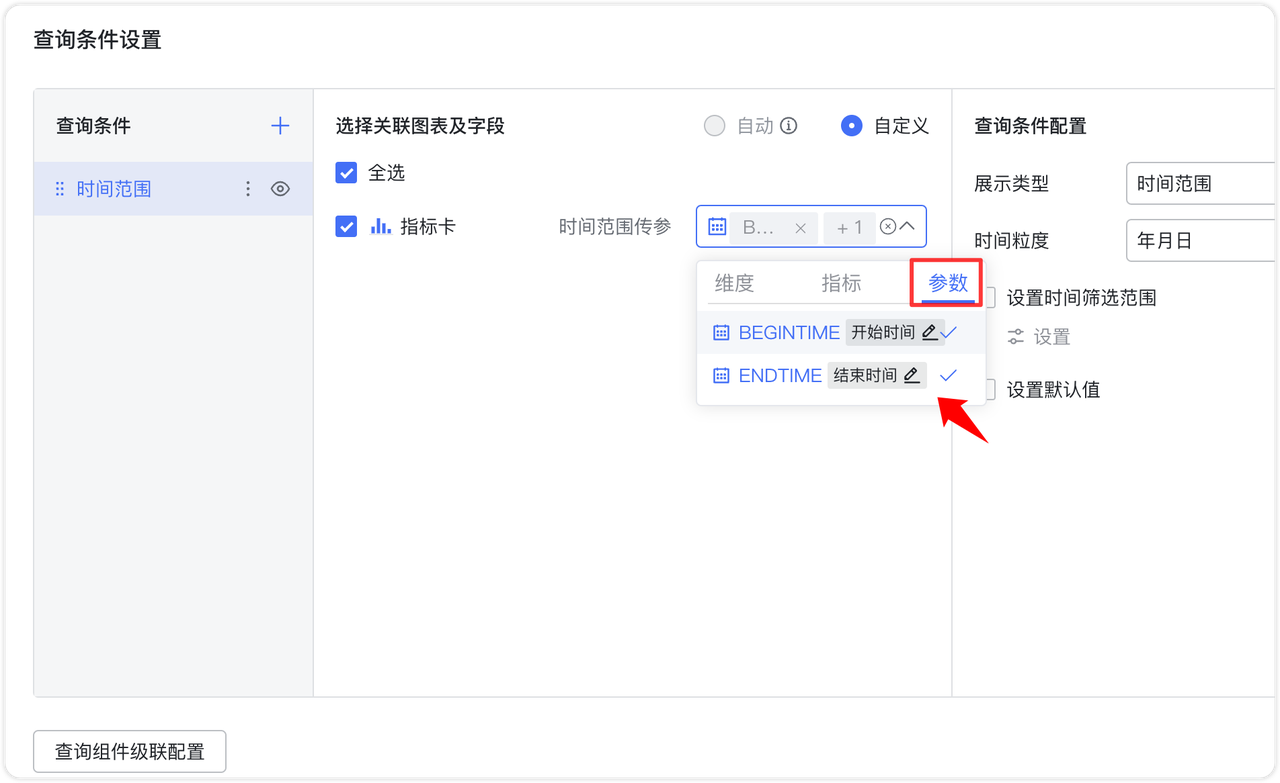 查询条件设置
查询条件
时间范围
选择关联图表及字段
自动
自定义
全选
指标卡
时间范围传参
B...
+ 1
维度
指标
参数
BEGINTIME 开始时间
ENDTIME 结束时间
查询条件配置
展示类型
时间范围
时间粒度
年月日
设置时间筛选范围
设置
设置默认值
查询组件级联配置